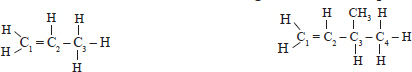 H H CH₃ H
H H H
C₁ = C₂ – C₃ – H C₁ = C₂ – C₃ – C₄ – H
H H H H H